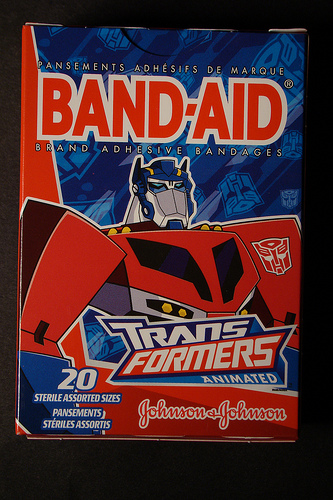 PANSEMENTS ADHÉSIFS DE MARQUE
BAND-AID®
BRAND ADHESIVE BANDAGES
TRANS
FORMERS
ANIMATED
20
STERILE ASSORTED SIZES
PANSEMENTS
STÉRILES ASSORTIS
Johnson & Johnson